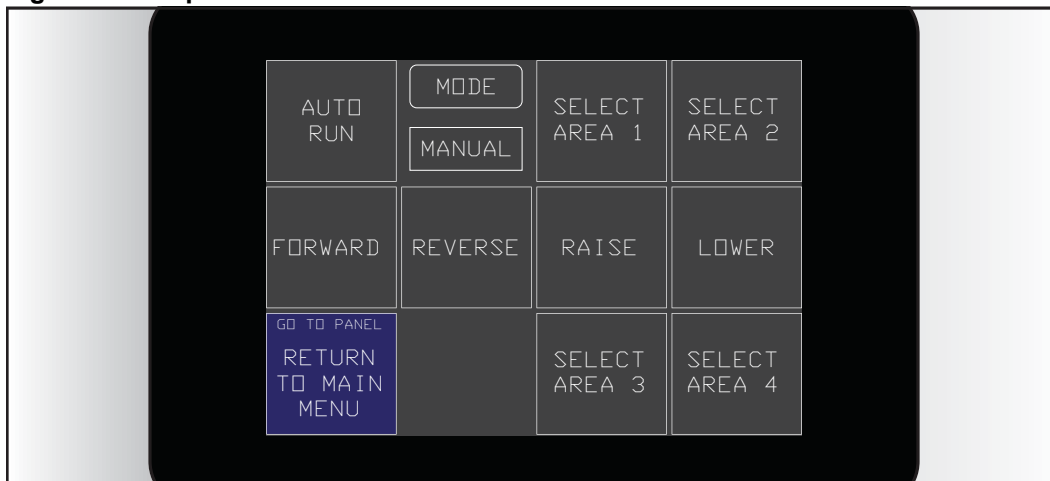 AUTO
RUN
MODE
MANUAL
SELECT
AREA 1
SELECT
AREA 2
FORWARD
REVERSE
RAISE
LOWER
GO TO PANEL
RETURN
TO MAIN
MENU
SELECT
AREA 3
SELECT
AREA 4